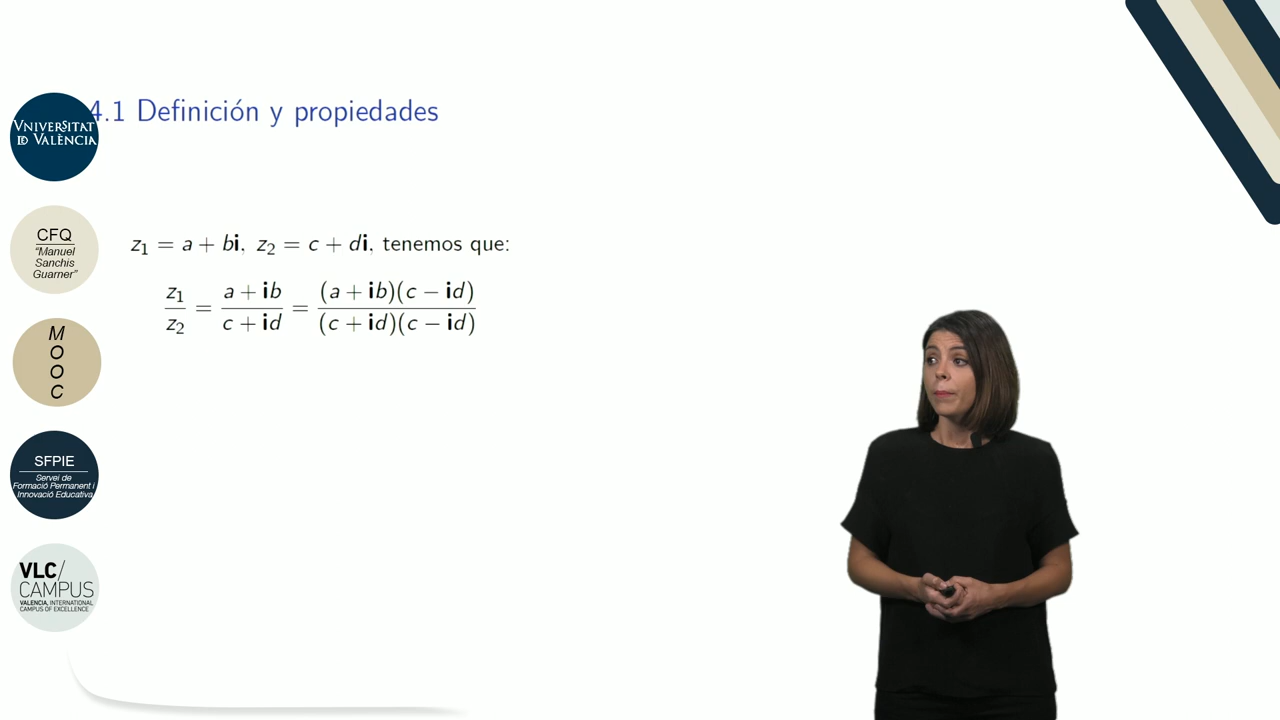 4.1 Definición y propiedades
VNIVERSITAT
ID VALÈNCIA
CFQ
“Manuel
Sanchis
Guarner”
z₁ = a + bi, z₂ = c + di, tenemos que:
z₁/z₂ = (a + ib)/(c + id) = (a + ib)(c − id)/(c + id)(c − id)
M
O
O
C
SFPIE
Servei de
Formació Permanent i
Innovació Educativa
VLC/
CAMPUS
VALENCIA, INTERNATIONAL
CAMPUS OF EXCELLENCE